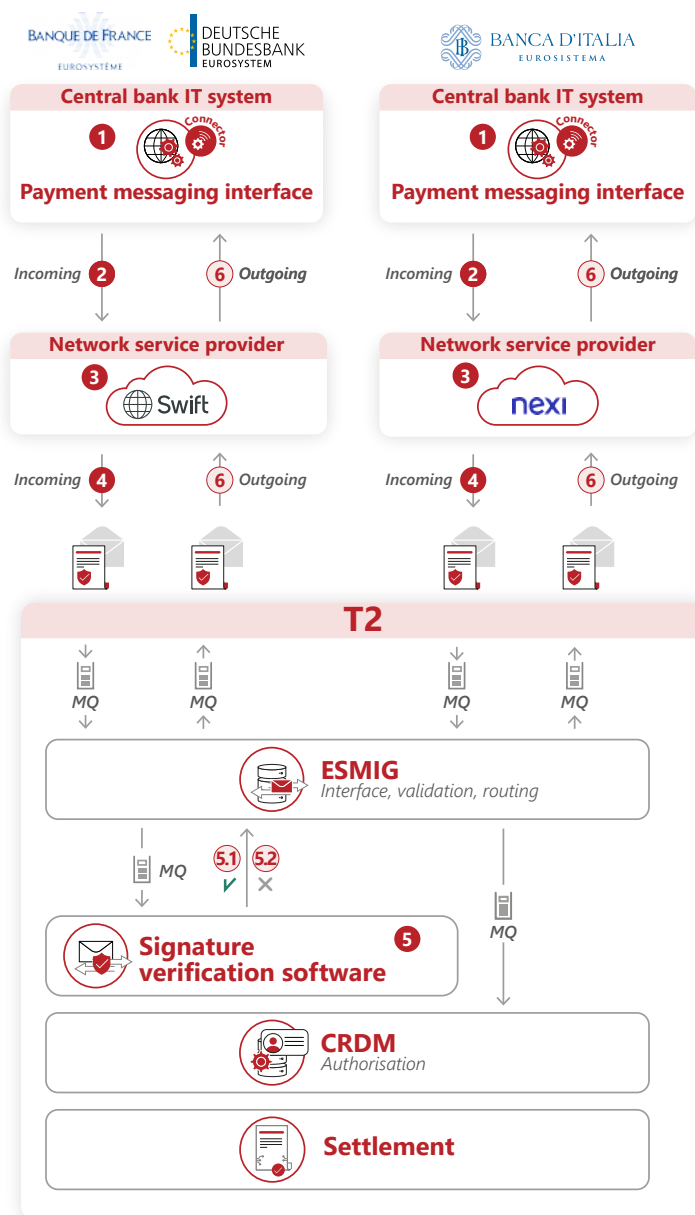 BANQUE DE FRANCE
EUROSYSTÈME
DEUTSCHE
BUNDESBANK
EUROSYSTEM
BANCA D'ITALIA
EUROSISTEMA
Central bank IT system
1
Connector
Payment messaging interface
Central bank IT system
1
Connector
Payment messaging interface
Incoming 2
6 Outgoing
Incoming 2
6 Outgoing
Network service provider
3
Swift
Network service provider
3
nexi
Incoming 4
6 Outgoing
Incoming 4
6 Outgoing
T2
MQ
MQ
MQ
MQ
ESMIG
Interface, validation, routing
MQ
5.1 5.2
MQ
Signature
verification software
5
CRDM
Authorisation
Settlement